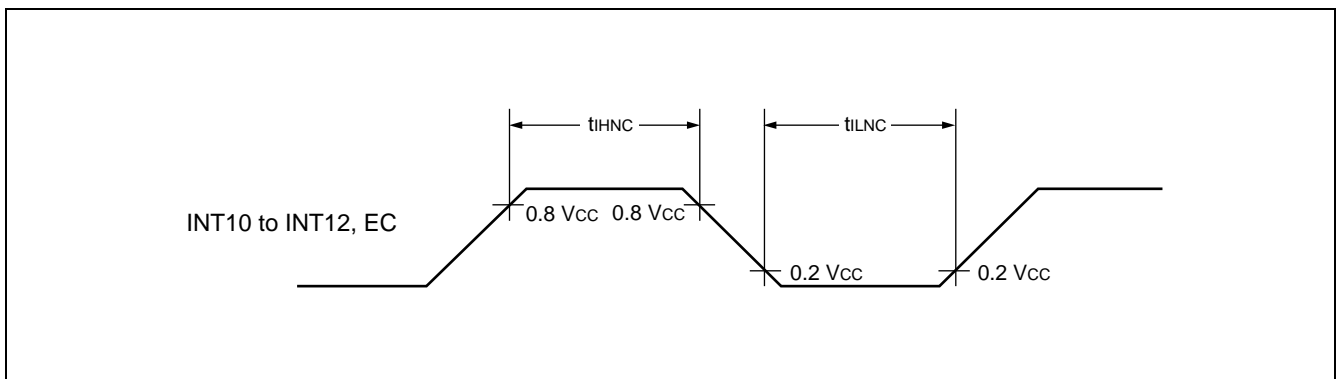 tIHNC tILNC
0.8 VCC 0.8 VCC
INT10 to INT12, EC
0.2 VCC 0.2 VCC